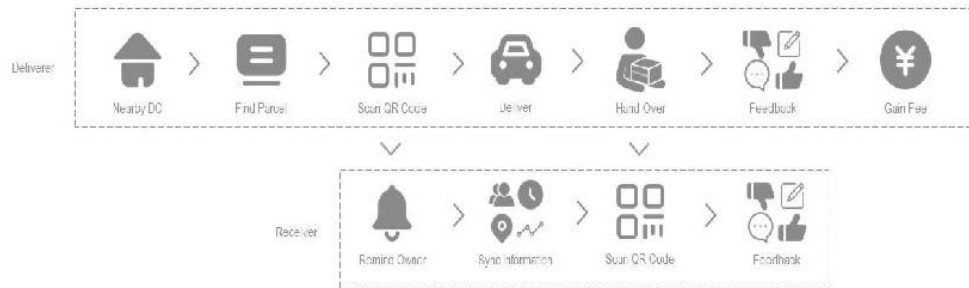 Deliverer
Nearby DC
Find Parcel
Scan QR Code
Deliver
Hand Over
Feedback
Gain Fee
¥
Receiver
Remind Owner
Sync Information
Scan QR Code
Feedback